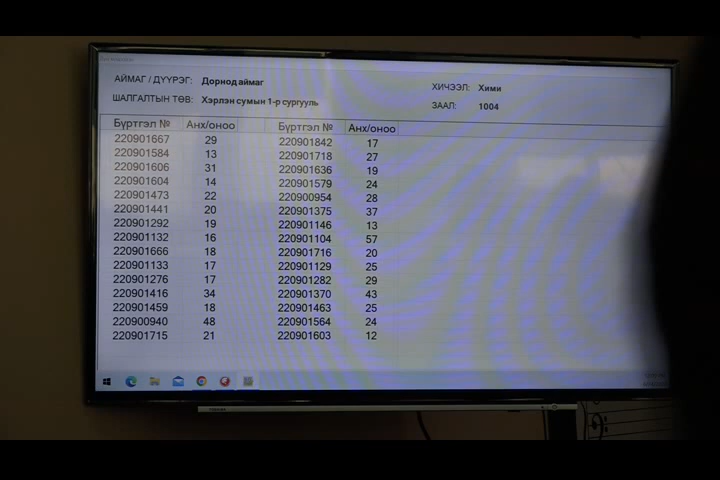 АЙМАГ / ДҮҮРЭГ: Дорнод аймаг
ХИЧЭЭЛ: Хими
ШАЛГАЛТЫН ТӨВ: Хэрлэн сумын 1-р сургууль
ЗААЛ: 1004
Бүртгэл № Анх/оноо Бүртгэл № Анх/оноо
220901667 29 220901842 17
220901584 13 220901718 27
220901606 31 220901636 19
220901604 14 220901579 24
220901473 22 220900954 28
220901441 20 220901375 37
220901292 19 220901146 13
220901132 16 220901104 57
220901666 18 220901716 20
220901133 17 220901129 25
220901276 17 220901282 29
220901416 34 220901370 43
220901459 18 220901463 25
220900940 48 220901564 24
220901715 21 220901603 12
TOSHIBA